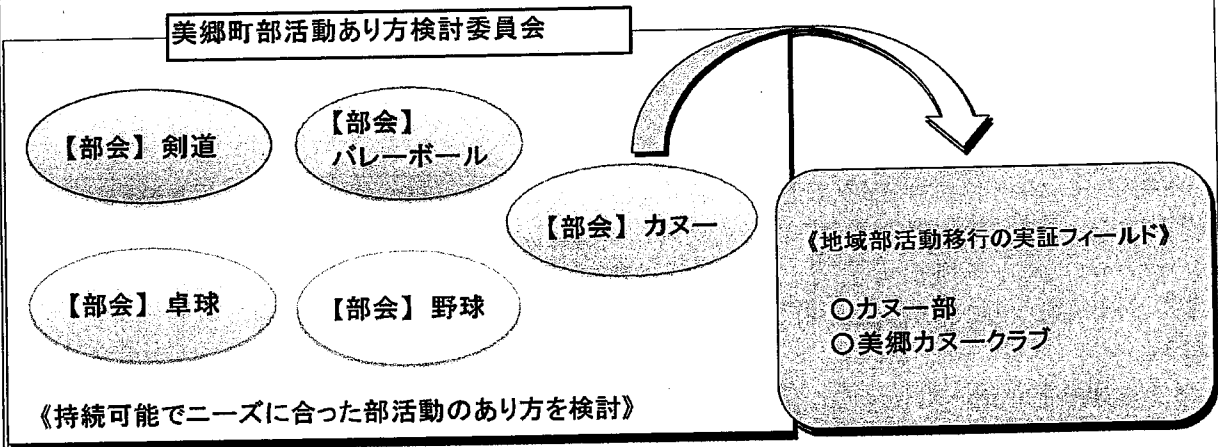 美郷町部活動あり方検討委員会
【部会】剣道
【部会】
バレーボール
【部会】カヌー
【部会】卓球
【部会】野球
《持続可能でニーズに合った部活動のあり方を検討》
《地域部活動移行の実証フィールド》
○カヌー部
○美郷カヌークラブ